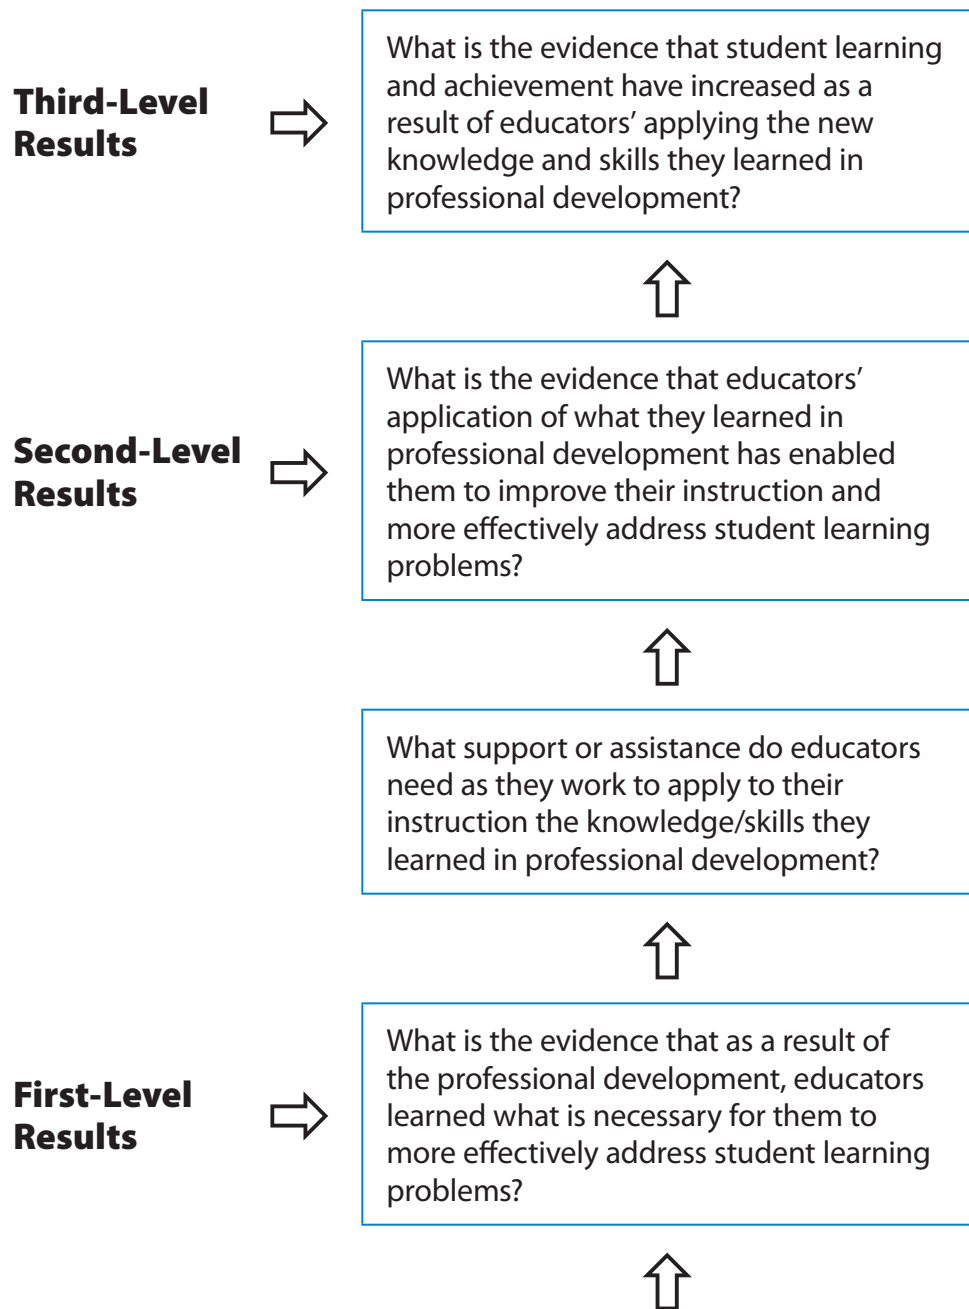 Third-Level
Results
What is the evidence that student learning
and achievement have increased as a
result of educators’ applying the new
knowledge and skills they learned in
professional development?
Second-Level
Results
What is the evidence that educators’
application of what they learned in
professional development has enabled
them to improve their instruction and
more effectively address student learning
problems?
What support or assistance do educators
need as they work to apply to their
instruction the knowledge/skills they
learned in professional development?
First-Level
Results
What is the evidence that as a result of
the professional development, educators
learned what is necessary for them to
more effectively address student learning
problems?